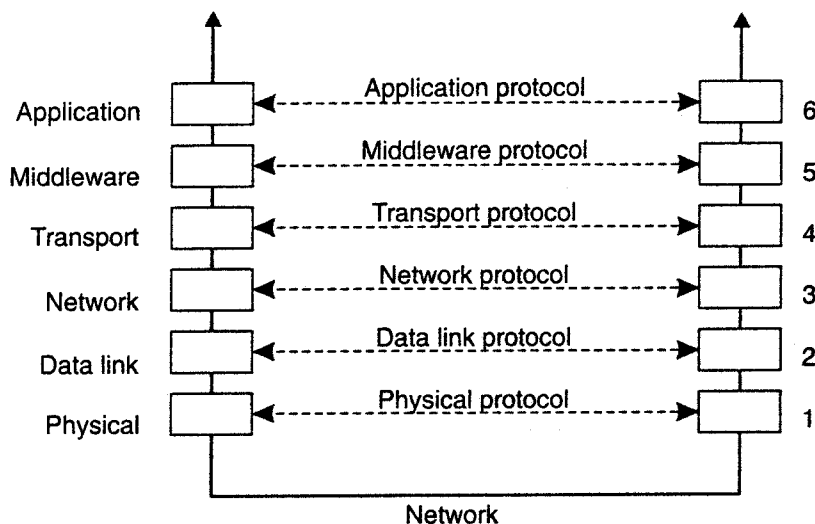 Application Application protocol 6
Middleware Middleware protocol 5
Transport Transport protocol 4
Network Network protocol 3
Data link Data link protocol 2
Physical Physical protocol 1
Network